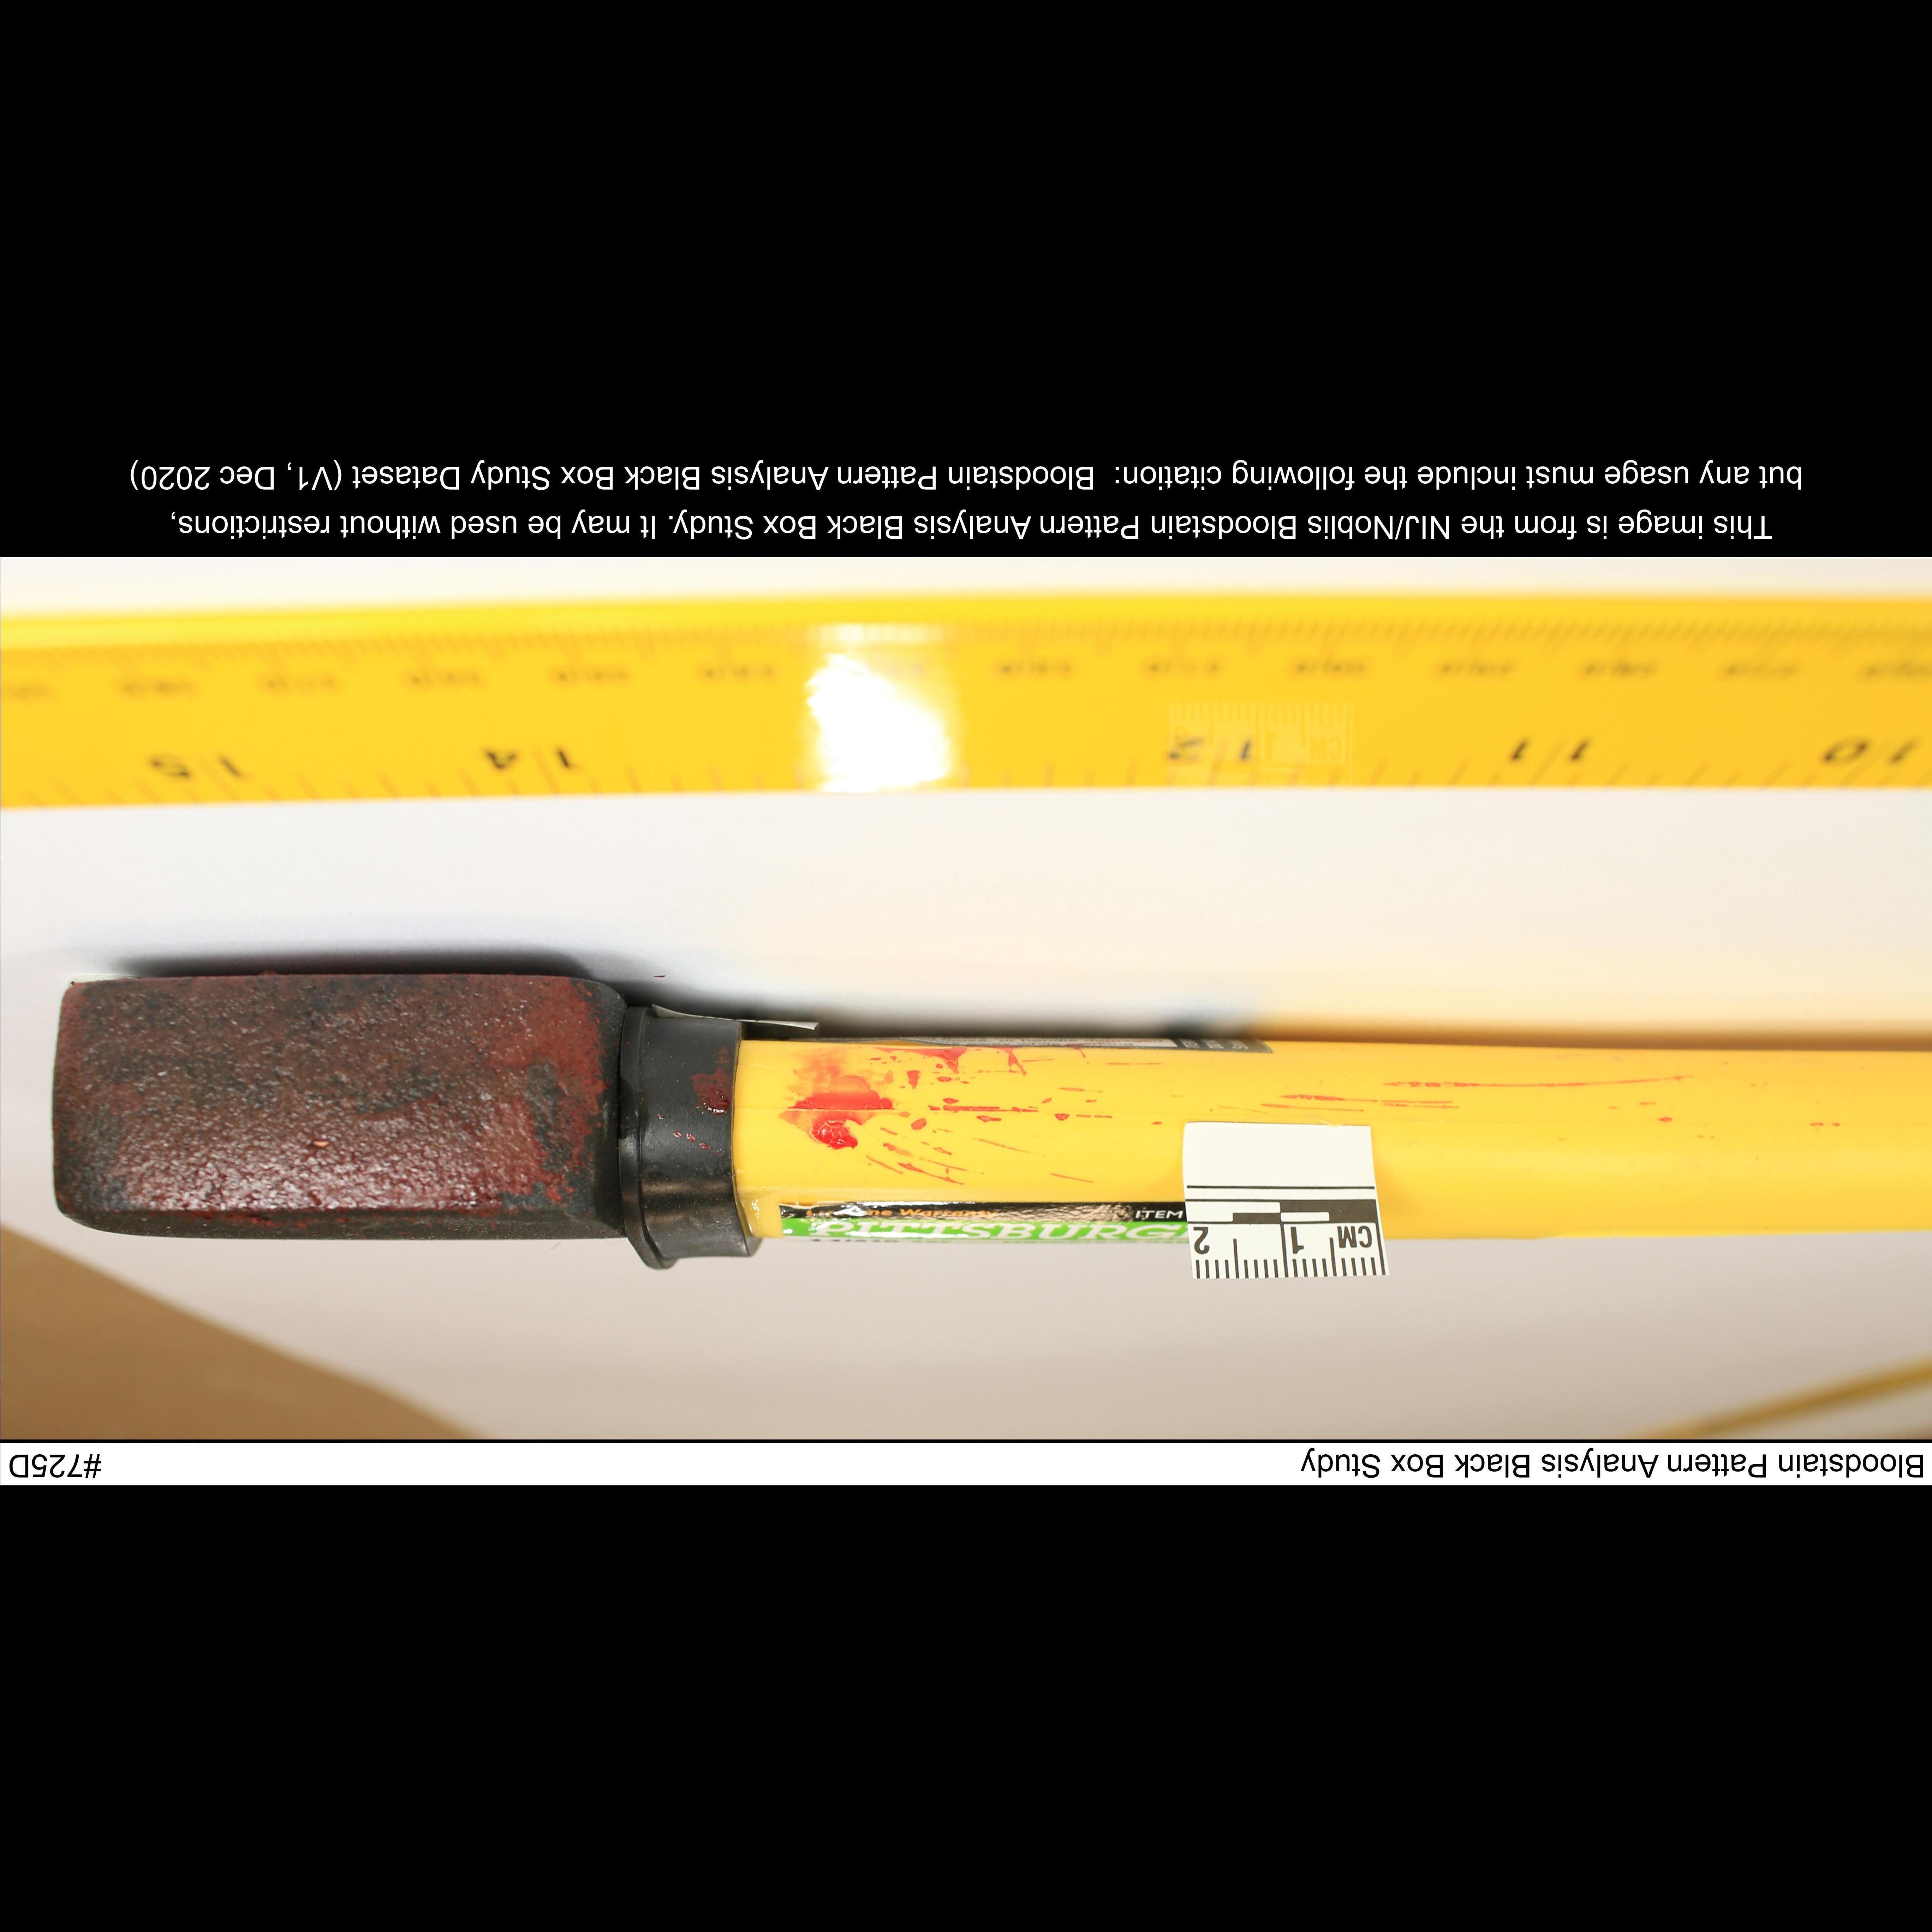 Bloodstain Pattern Analysis Black Box Study
#725D
CM 1 2
PITTSBURG
ITEM
Warranty
10 11 12 14 15
This image is from the NIJ/Noblis Bloodstain Pattern Analysis Black Box Study. It may be used without restrictions,
but any usage must include the following citation:  Bloodstain Pattern Analysis Black Box Study Dataset (V1, Dec 2020)